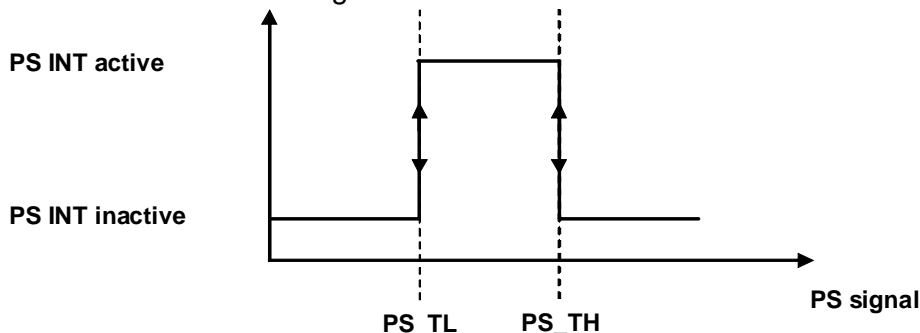 PS INT active
PS INT inactive
PS signal
PS_TL
PS_TH